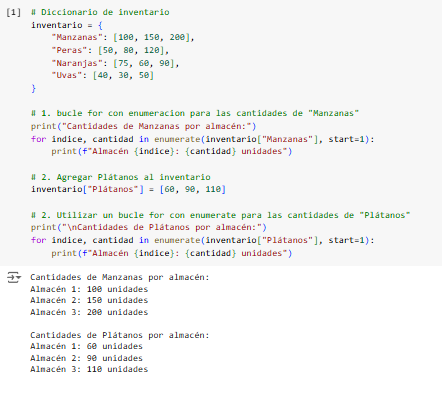 [1] # Diccionario de inventario
inventario = {
    "Manzanas": [100, 150, 200],
    "Peras": [50, 80, 120],
    "Naranjas": [75, 60, 90],
    "Uvas": [40, 30, 50]
}

# 1. bucle for con enumeracion para las cantidades de "Manzanas"
print("Cantidades de Manzanas por almacén:")
for indice, cantidad in enumerate(inventario["Manzanas"], start=1):
    print(f"Almacén {indice}: {cantidad} unidades")

# 2. Agregar Plátanos al inventario
inventario["Plátanos"] = [60, 90, 110]

# 2. Utilizar un bucle for con enumerate para las cantidades de "Plátanos"
print("\nCantidades de Plátanos por almacén:")
for indice, cantidad in enumerate(inventario["Plátanos"], start=1):
    print(f"Almacén {indice}: {cantidad} unidades")

Cantidades de Manzanas por almacén:
Almacén 1: 100 unidades
Almacén 2: 150 unidades
Almacén 3: 200 unidades

Cantidades de Plátanos por almacén:
Almacén 1: 60 unidades
Almacén 2: 90 unidades
Almacén 3: 110 unidades